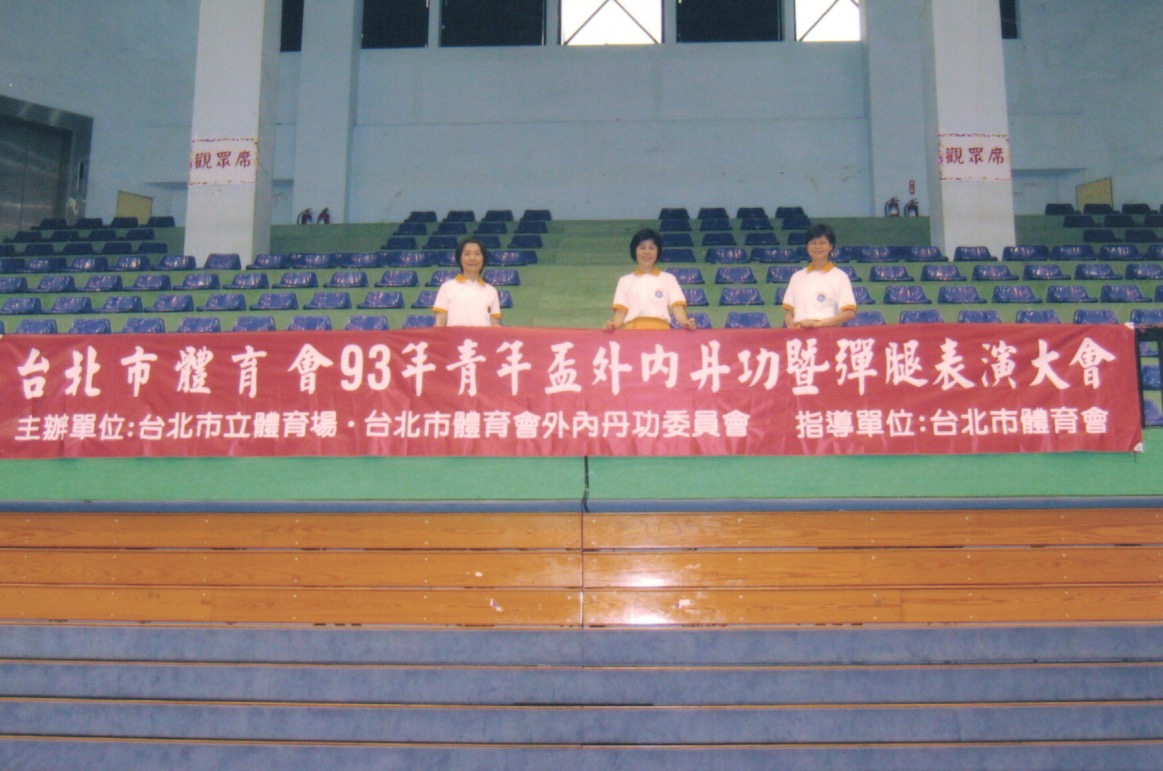 觀眾席
觀眾席
台北市體育會93年青年盃外內丹功暨彈腿表演大會
主辦單位:台北市立體育場·台北市體育會外內丹功委員會 指導單位:台北市體育會